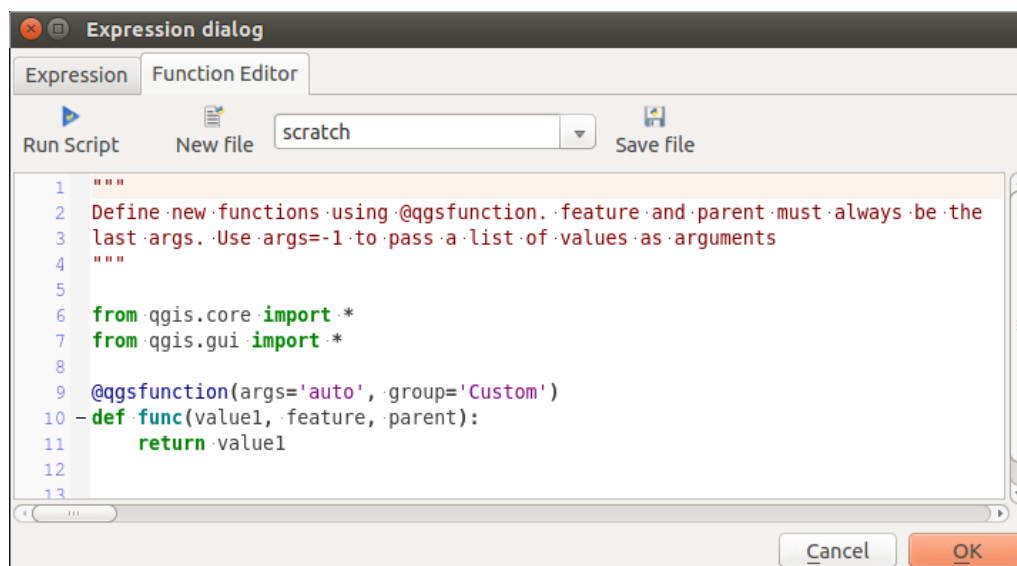 Expression dialog
Expression Function Editor
Run Script New file scratch Save file
1 """
2 Define new functions using @qgsfunction. feature and parent must always be the
3 last args. Use args=-1 to pass a list of values as arguments
4 """
5
6 from qgis.core import *
7 from qgis.gui import *
8
9 @qgsfunction(args='auto', group='Custom')
10 def func(value1, feature, parent):
11     return value1
12
13
Cancel OK